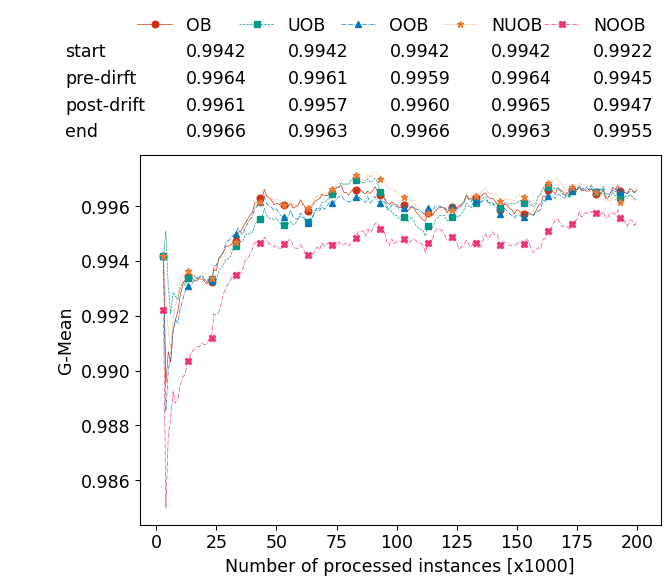 OB UOB OOB NUOB NOOB
start 0.9942 0.9942 0.9942 0.9942 0.9922
pre-dirft 0.9964 0.9961 0.9959 0.9964 0.9945
post-drift 0.9961 0.9957 0.9960 0.9965 0.9947
end 0.9966 0.9963 0.9966 0.9963 0.9955
0.996
0.994
0.992
0.990
0.988
0.986
G-Mean
0 25 50 75 100 125 150 175 200
Number of processed instances [x1000]